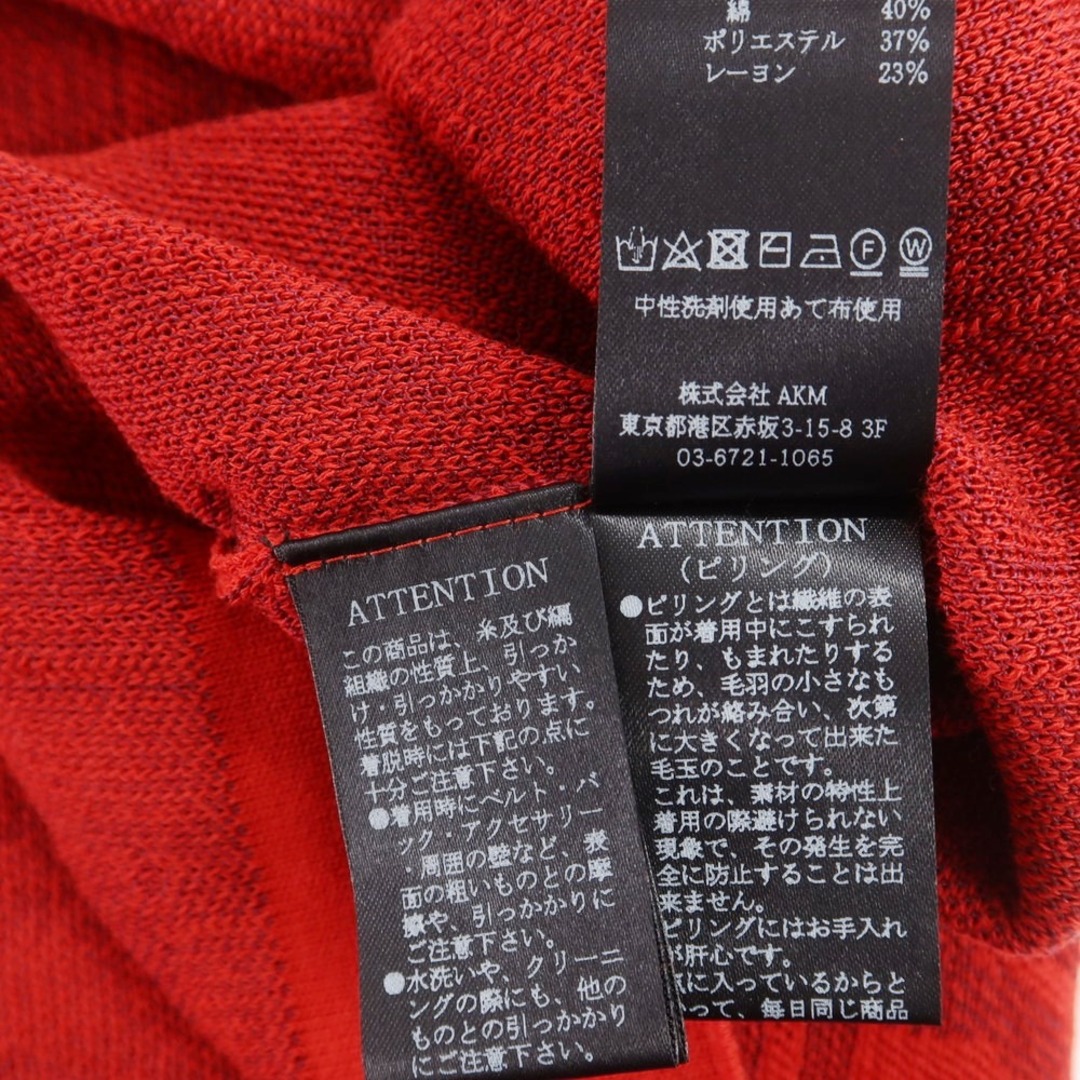 綿 40%
ポリエステル 37%
レーヨン 23%
F W
中性洗剤使用あて布使用
株式会社 AKM
東京都港区赤坂3-15-8 3F
03-6721-1065
ATTENTION
この商品は、糸及び編
組織の性質上、引っか
け・引っかかりやすい
性質をもっております。
着脱時には下記の点に
十分ご注意下さい。
●着用時にベルト・バ
ック・アクセサリー
・周囲の壁など、表
面の粗いものとの摩
擦や、引っかかりに
ご注意下さい。
●水洗いや、クリーニ
ングの際にも、他の
ものとの引っかかり
にご注意下さい。
ATTENTION
(ピリング)
●ピリングとは繊維の表
面が着用中にこすられ
たり、もまれたりする
ため、毛羽の小さなも
つれが絡み合い、次第
に大きくなって出来た
毛玉のことです。
これは、素材の特性上
着用の際避けられない
現象で、その発生を完
全に防止することは出
来ません。
ピリングにはお手入れ
が肝心です。
に入っているからと
って、毎日同じ商品